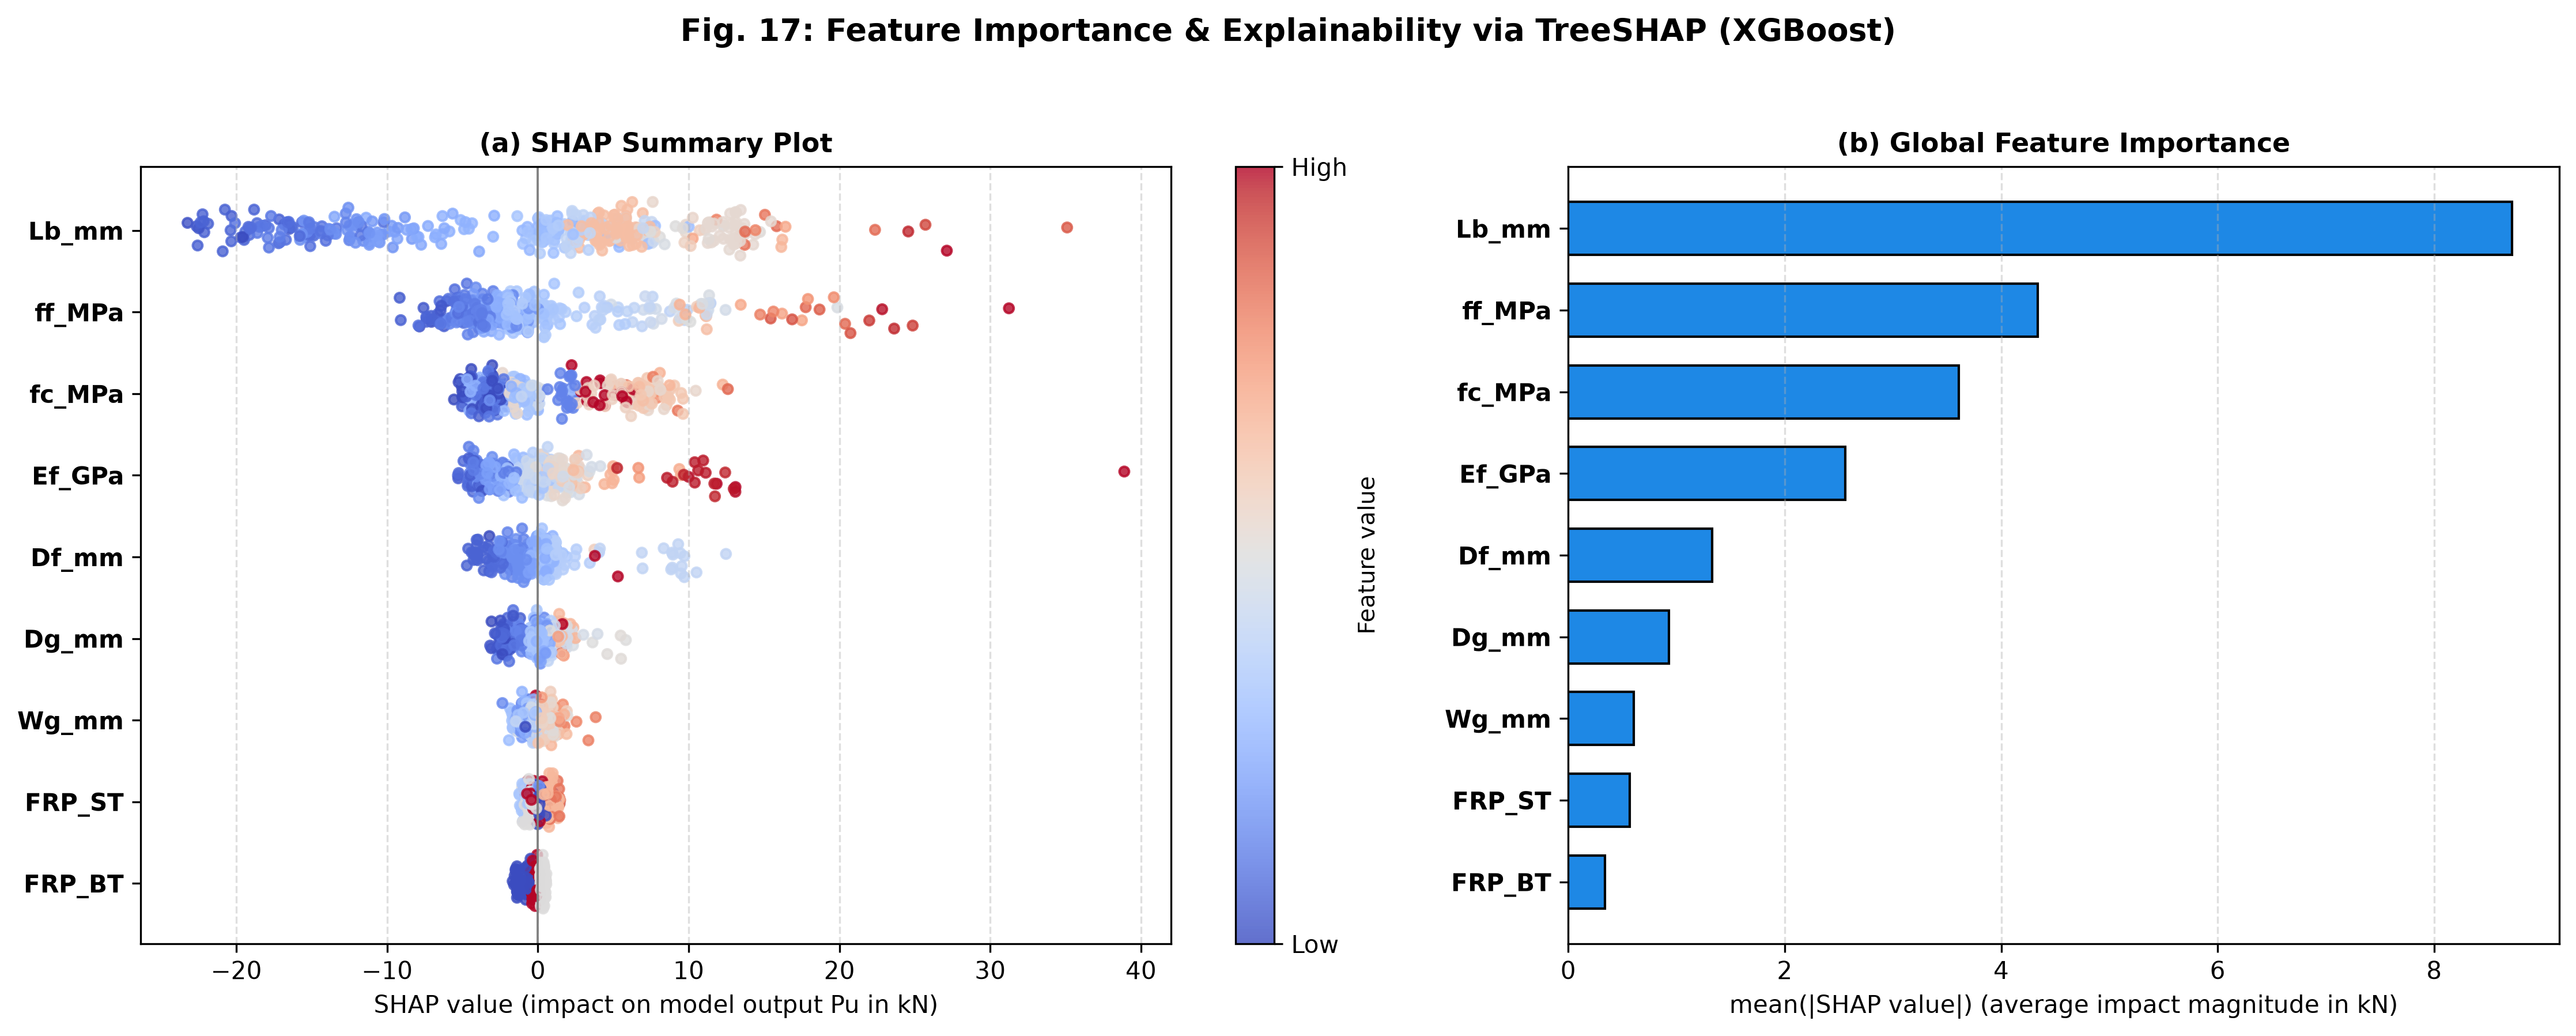 Fig. 17: Feature Importance & Explainability via TreeSHAP (XGBoost)
(a) SHAP Summary Plot
Lb_mm
ff_MPa
fc_MPa
Ef_GPa
Df_mm
Dg_mm
Wg_mm
FRP_ST
FRP_BT
−20 −10 0 10 20 30 40
SHAP value (impact on model output Pu in kN)
High
Feature value
Low
(b) Global Feature Importance
Lb_mm
ff_MPa
fc_MPa
Ef_GPa
Df_mm
Dg_mm
Wg_mm
FRP_ST
FRP_BT
0 2 4 6 8
mean(|SHAP value|) (average impact magnitude in kN)